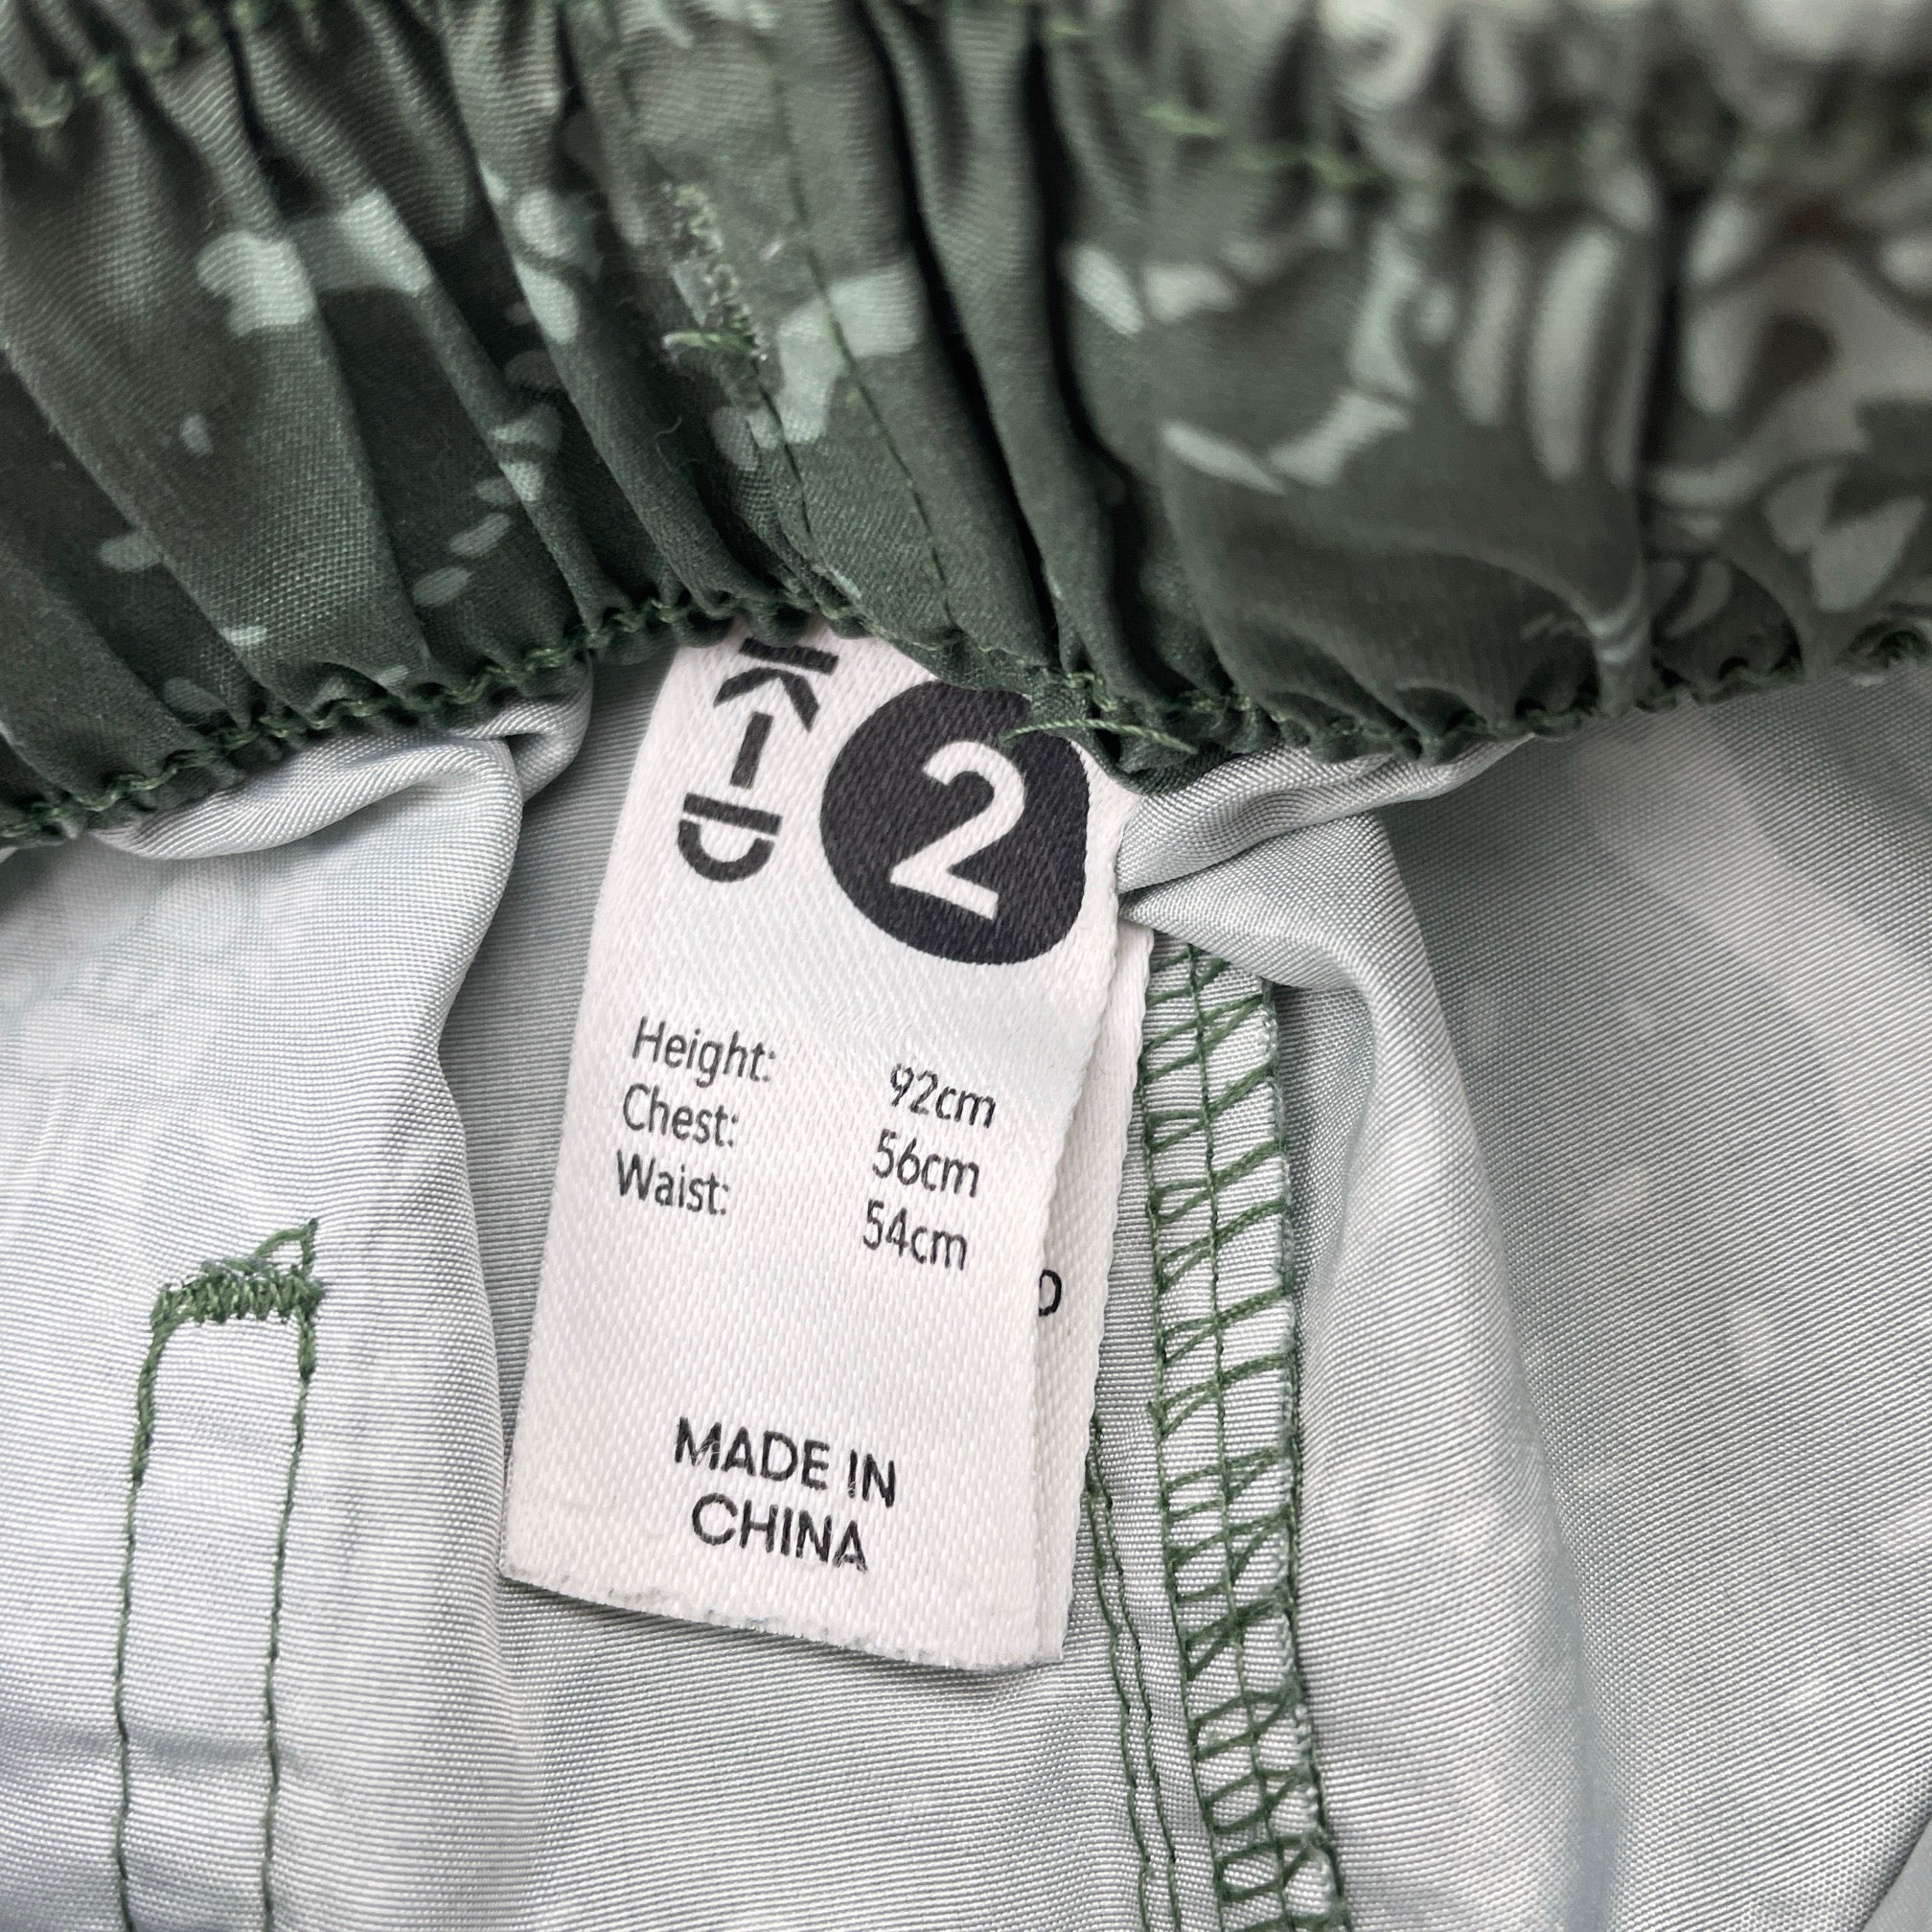 K-D
2
Height: 92cm
Chest: 56cm
Waist: 54cm
MADE IN
CHINA